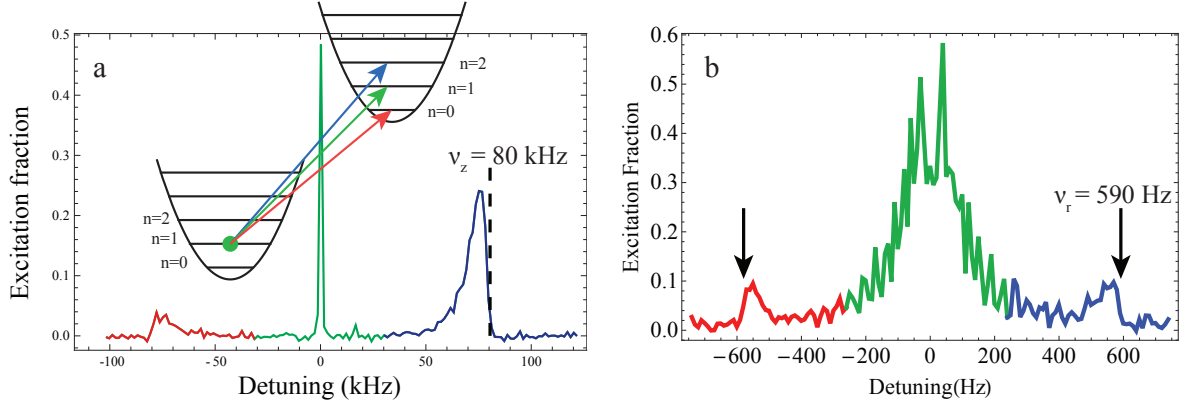 a
Excitation fraction
0.5
0.4
0.3
0.2
0.1
0.0
n=2
n=1
n=0
n=2
n=1
n=0
ν_z = 80 kHz
−100
−50
0
50
100
Detuning (kHz)
b
Excitation Fraction
0.6
0.5
0.4
0.3
0.2
0.1
0.0
ν_r = 590 Hz
−600
−400
−200
0
200
400
600
Detuning(Hz)